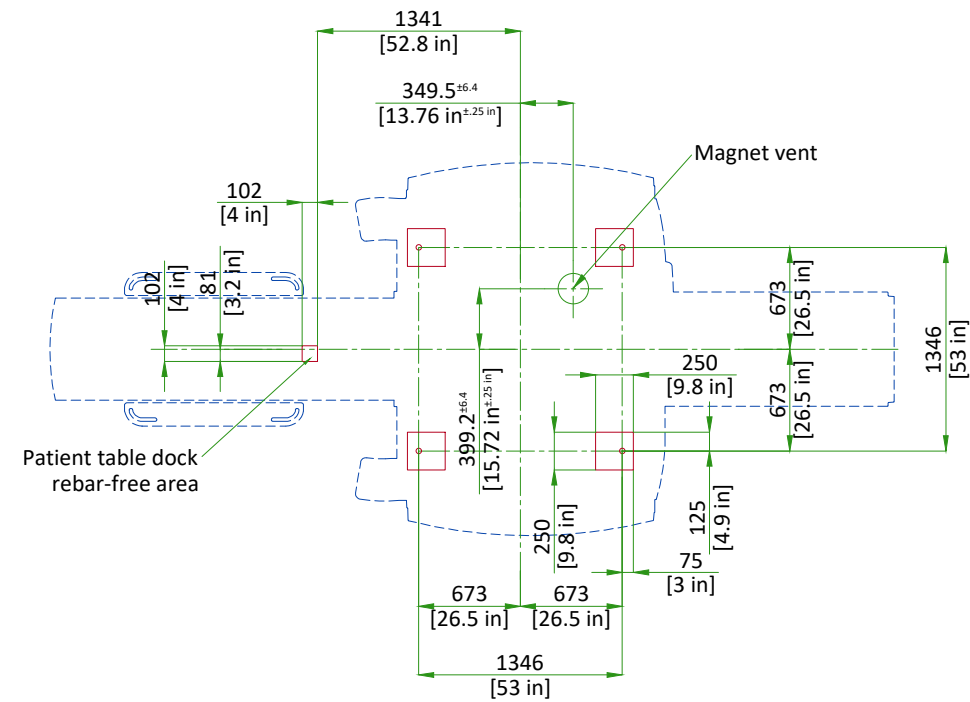 1341
[52.8 in]
349.5±6.4
[13.76 in±.25 in]
Magnet vent
102
[4 in]
102
[4 in]
81
[3.2 in]
673
[26.5 in]
1346
[53 in]
250
[9.8 in]
673
[26.5 in]
399.2±6.4
[15.72 in±.25 in]
Patient table dock
rebar-free area
250
[9.8 in]
125
[4.9 in]
75
[3 in]
673
[26.5 in]
673
[26.5 in]
1346
[53 in]